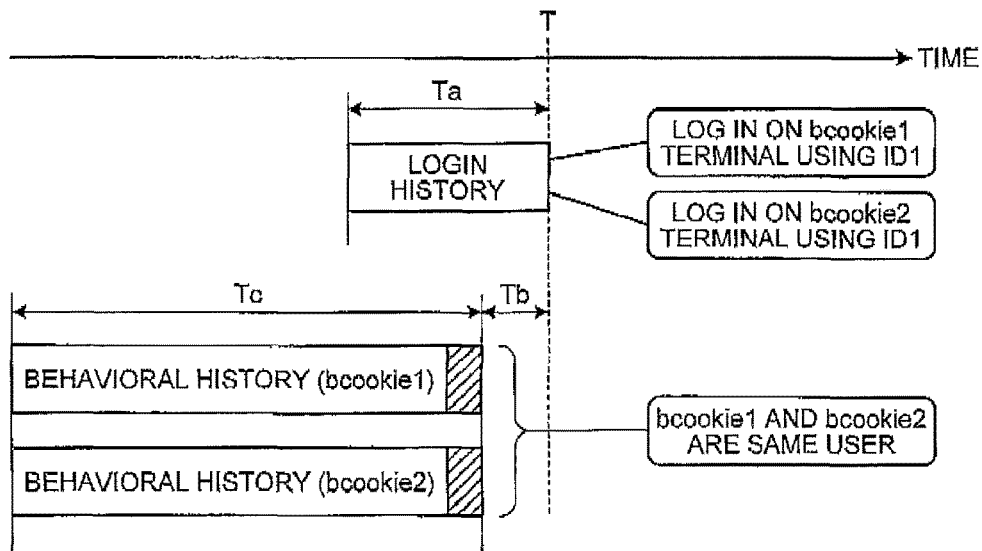 T
TIME
Ta
LOGIN
HISTORY
LOG IN ON bcookie1
TERMINAL USING ID1
LOG IN ON bcookie2
TERMINAL USING ID1
Tc
Tb
BEHAVIORAL HISTORY (bcookie1)
BEHAVIORAL HISTORY (bcookie2)
bcookie1 AND bcookie2
ARE SAME USER